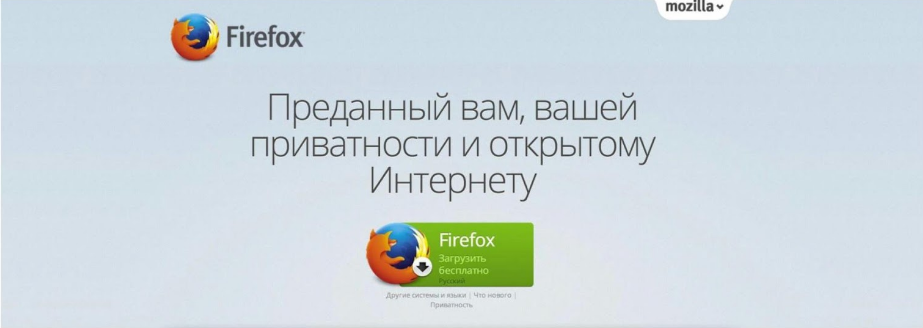 mozilla
Firefox
Преданный вам, вашей
приватности и открытому
Интернету
Firefox
Загрузить
бесплатно
Русский
Другие системы и языки | Что нового |
Приватность